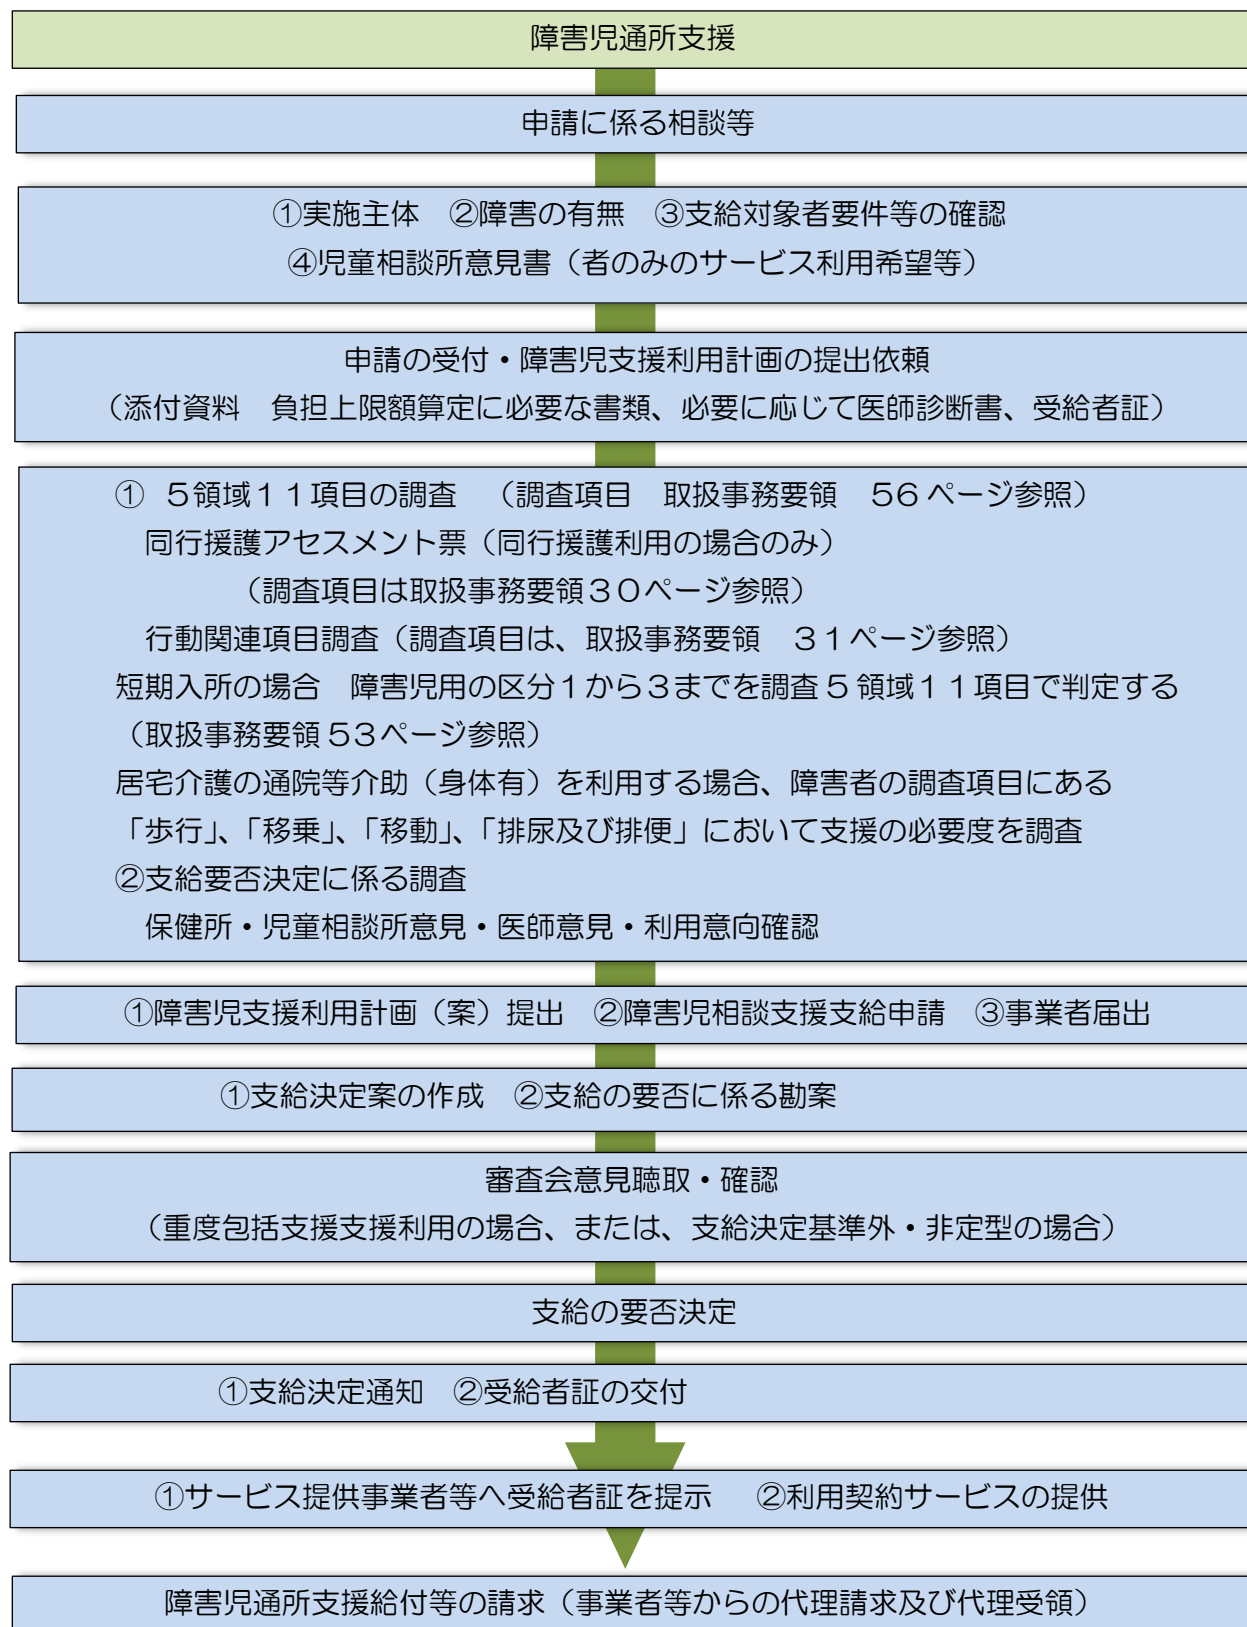 障害児通所支援
申請に係る相談等
①実施主体　②障害の有無　③支給対象者要件等の確認
④児童相談所意見書（者のみのサービス利用希望等）
申請の受付・障害児支援利用計画の提出依頼
（添付資料　負担上限額算定に必要な書類、必要に応じて医師診断書、受給者証）
①　５領域１１項目の調査　（調査項目　取扱事務要領　５６ページ参照）
同行援護アセスメント票（同行援護利用の場合のみ）
（調査項目は取扱事務要領３０ページ参照）
行動関連項目調査（調査項目は、取扱事務要領　３１ページ参照）
短期入所の場合　障害児用の区分１から３までを調査５領域１１項目で判定する
（取扱事務要領５３ページ参照）
居宅介護の通院等介助（身体有）を利用する場合、障害者の調査項目にある
「歩行」、「移乗」、「移動」、「排尿及び排便」において支援の必要度を調査
②支給要否決定に係る調査
保健所・児童相談所意見・医師意見・利用意向確認
①障害児支援利用計画（案）提出　②障害児相談支援支給申請　③事業者届出
①支給決定案の作成　②支給の要否に係る勘案
審査会意見聴取・確認
（重度包括支援支援利用の場合、または、支給決定基準外・非定型の場合）
支給の要否決定
①支給決定通知　②受給者証の交付
①サービス提供事業者等へ受給者証を提示　②利用契約サービスの提供
障害児通所支援給付等の請求（事業者等からの代理請求及び代理受領）